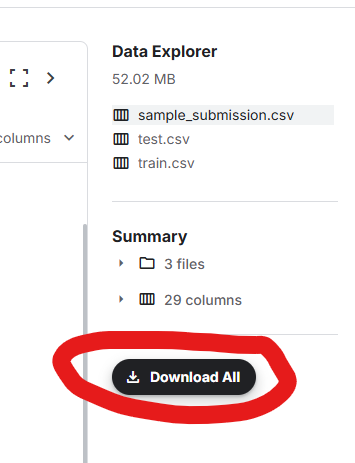 Data Explorer
52.02 MB
columns
sample_submission.csv
test.csv
train.csv
Summary
3 files
29 columns
Download All